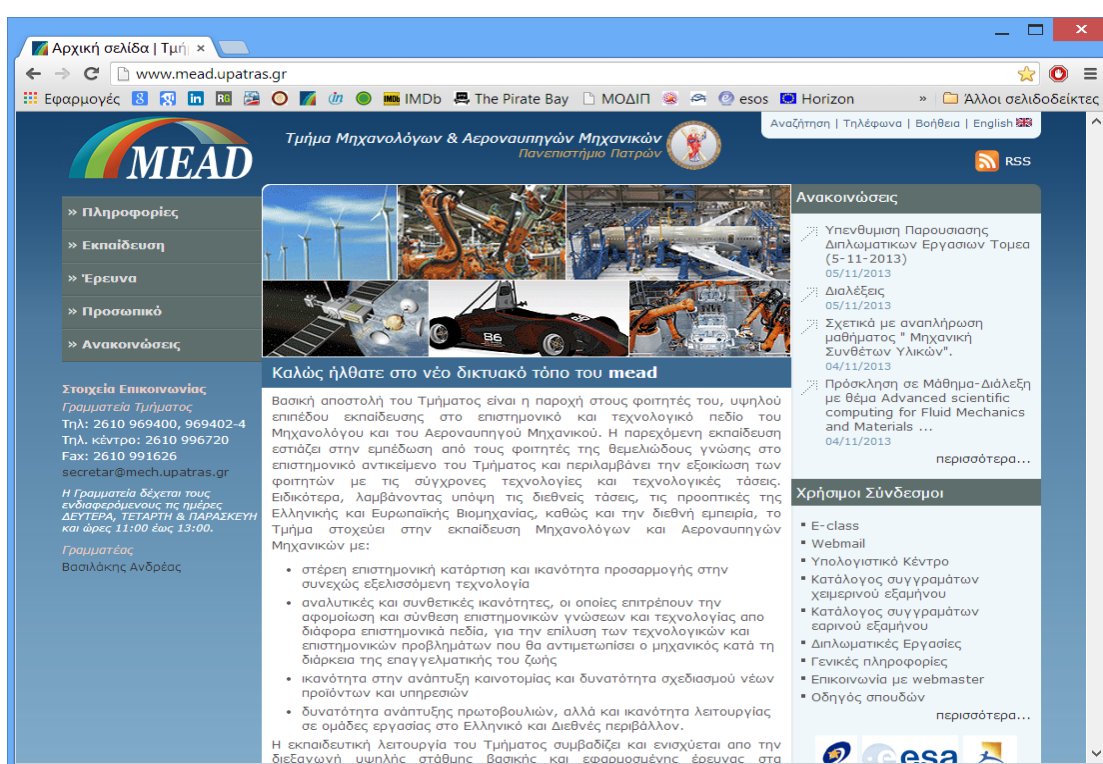 Αρχική σελίδα | Τμή
www.mead.upatras.gr
Εφαρμογές
IMDb
The Pirate Bay
ΜΟΔΙΠ
esos
Horizon
»
Άλλοι σελιδοδείκτες
MEAD
Τμήμα Μηχανολόγων & Αεροναυπηγών Μηχανικών
Πανεπιστήμιο Πατρών
Αναζήτηση | Τηλέφωνα | Βοήθεια | English
RSS
» Πληροφορίες
» Εκπαίδευση
» Έρευνα
» Προσωπικό
» Ανακοινώσεις
Στοιχεία Επικοινωνίας
Γραμματεία Τμήματος
Τηλ: 2610 969400, 969402-4
Τηλ. κέντρο: 2610 996720
Fax: 2610 991626
secretar@mech.upatras.gr
Η Γραμματεία δέχεται τους
ενδιαφερόμενους τις ημέρες
ΔΕΥΤΕΡΑ, ΤΕΤΑΡΤΗ & ΠΑΡΑΣΚΕΥΗ
και ώρες 11:00 έως 13:00.
Γραμματέας
Βασιλάκης Ανδρέας
Καλώς ήλθατε στο νέο δικτυακό τόπο του mead
Βασική αποστολή του Τμήματος είναι η παροχή στους φοιτητές του, υψηλού
επιπέδου εκπαίδευσης στο επιστημονικό και τεχνολογικό πεδίο του
Μηχανολόγου και του Αεροναυπηγού Μηχανικού. Η παρεχόμενη εκπαίδευση
εστιάζει στην εμπέδωση από τους φοιτητές της θεμελιώδους γνώσης στο
επιστημονικό αντικείμενο του Τμήματος και περιλαμβάνει την εξοικίωση των
φοιτητών με τις σύγχρονες τεχνολογίες και τεχνολογικές τάσεις.
Ειδικότερα, λαμβάνοντας υπόψη τις διεθνείς τάσεις, τις προοπτικές της
Ελληνικής και Ευρωπαϊκής Βιομηχανίας, καθώς και την διεθνή εμπειρία, το
Τμήμα στοχεύει στην εκπαίδευση Μηχανολόγων και Αεροναυπηγών
Μηχανικών με:
• στέρεη επιστημονική κατάρτιση και ικανότητα προσαρμογής στην
συνεχώς εξελισσόμενη τεχνολογία
• αναλυτικές και συνθετικές ικανότητες, οι οποίες επιτρέπουν την
αφομοίωση και σύνθεση επιστημονικών γνώσεων και τεχνολογίας απο
διάφορα επιστημονικά πεδία, για την επίλυση των τεχνολογικών και
επιστημονικών προβλημάτων που θα αντιμετωπίσει ο μηχανικός κατά τη
διάρκεια της επαγγελματικής του ζωής
• ικανότητα στην ανάπτυξη καινοτομίας και δυνατότητα σχεδιασμού νέων
προϊόντων και υπηρεσιών
• δυνατότητα ανάπτυξης πρωτοβουλιών, αλλά και ικανότητα λειτουργίας
σε ομάδες εργασίας στο Ελληνικό και Διεθνές περιβάλλον.
Η εκπαιδευτική λειτουργία του Τμήματος συμβαδίζει και ενισχύεται απο την
διεξαγωγή υψηλής στάθμης βασικής και εφαρμοσμένης έρευνας στα
Ανακοινώσεις
Υπενθυμιση Παρουσιασης
Διπλωματικων Εργασιων Τομεα
(5-11-2013)
05/11/2013
Διαλέξεις
05/11/2013
Σχετικά με αναπλήρωση
μαθήματος " Μηχανική
Συνθέτων Υλικών".
04/11/2013
Πρόσκληση σε Μάθημα-Διάλεξη
με θέμα Advanced scientific
computing for Fluid Mechanics
and Materials ...
04/11/2013
περισσότερα...
Χρήσιμοι Σύνδεσμοι
E-class
Webmail
Υπολογιστικό Κέντρο
Κατάλογος συγγραμάτων
χειμερινού εξαμήνου
Κατάλογος συγγραμάτων
εαρινού εξαμήνου
Διπλωματικές Εργασίες
Γενικές πληροφορίες
Επικοινωνία με webmaster
Οδηγός σπουδών
περισσότερα...
esa